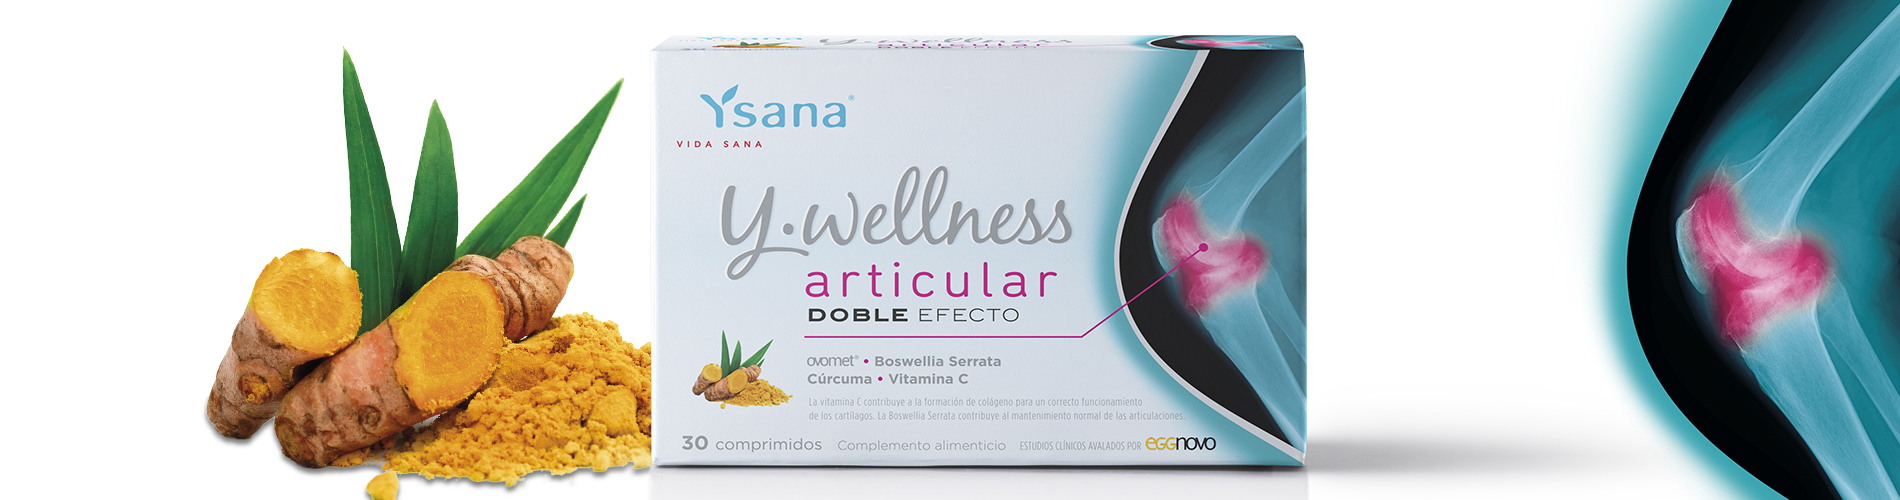 Ysana®
VIDA SANA
y.wellness
articular
DOBLE EFECTO
ovomet® • Boswellia Serrata
Cúrcuma • Vitamina C
La vitamina C contribuye a la formación de colágeno para un correcto funcionamiento
de los cartílagos. La Boswellia Serrata contribuye al mantenimiento normal de las articulaciones.
30 comprimidos Complemento alimenticio ESTUDIOS CLÍNICOS AVALADOS POR eggnovo